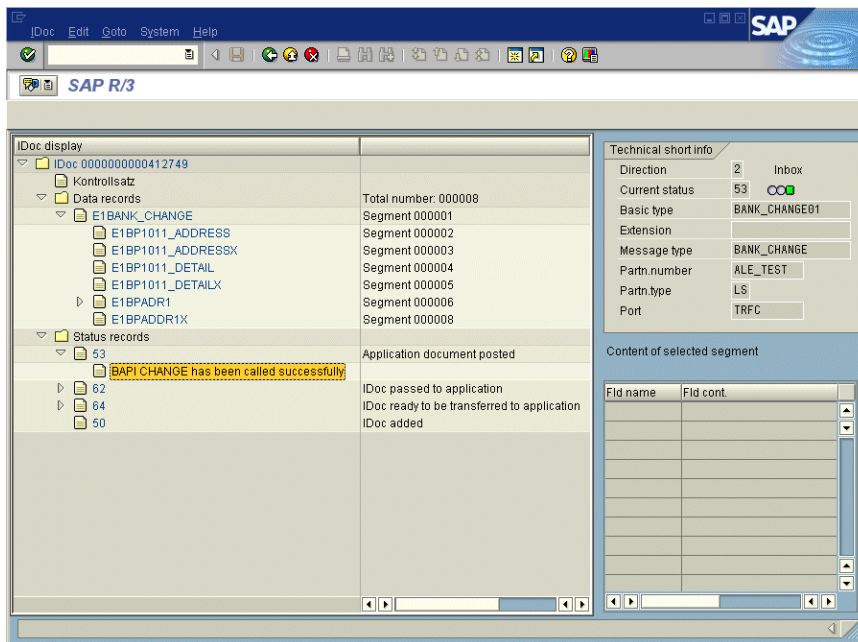 IDoc Edit Goto System Help
SAP
SAP R/3
IDoc display
IDoc 0000000000412749
Kontrollsatz
Data records Total number: 000008
E1BANK_CHANGE Segment 000001
E1BP1011_ADDRESS Segment 000002
E1BP1011_ADDRESSX Segment 000003
E1BP1011_DETAIL Segment 000004
E1BP1011_DETAILX Segment 000005
E1BPADR1 Segment 000006
E1BPADDR1X Segment 000008
Status records
53 Application document posted
BAPI CHANGE has been called successfully
62 IDoc passed to application
64 IDoc ready to be transferred to application
50 IDoc added
Technical short info
Direction 2 Inbox
Current status 53
Basic type BANK_CHANGE01
Extension
Message type BANK_CHANGE
Partn.number ALE_TEST
Partn.type LS
Port TRFC
Content of selected segment
Fld name Fld cont.